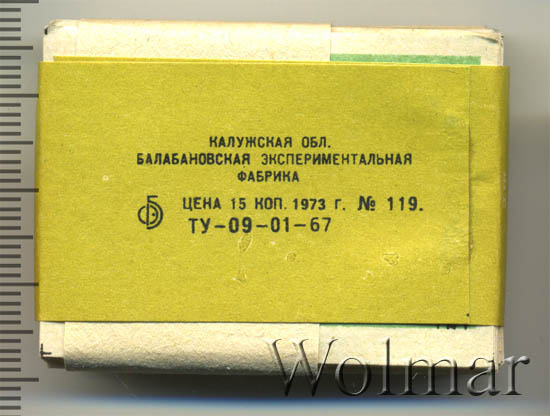 КАЛУЖСКАЯ ОБЛ.
БАЛАБАНОВСКАЯ ЭКСПЕРИМЕНТАЛЬНАЯ
ФАБРИКА
ЦЕНА 15 КОП. 1973 г. № 119.
ТУ-09-01-67
Wolmar